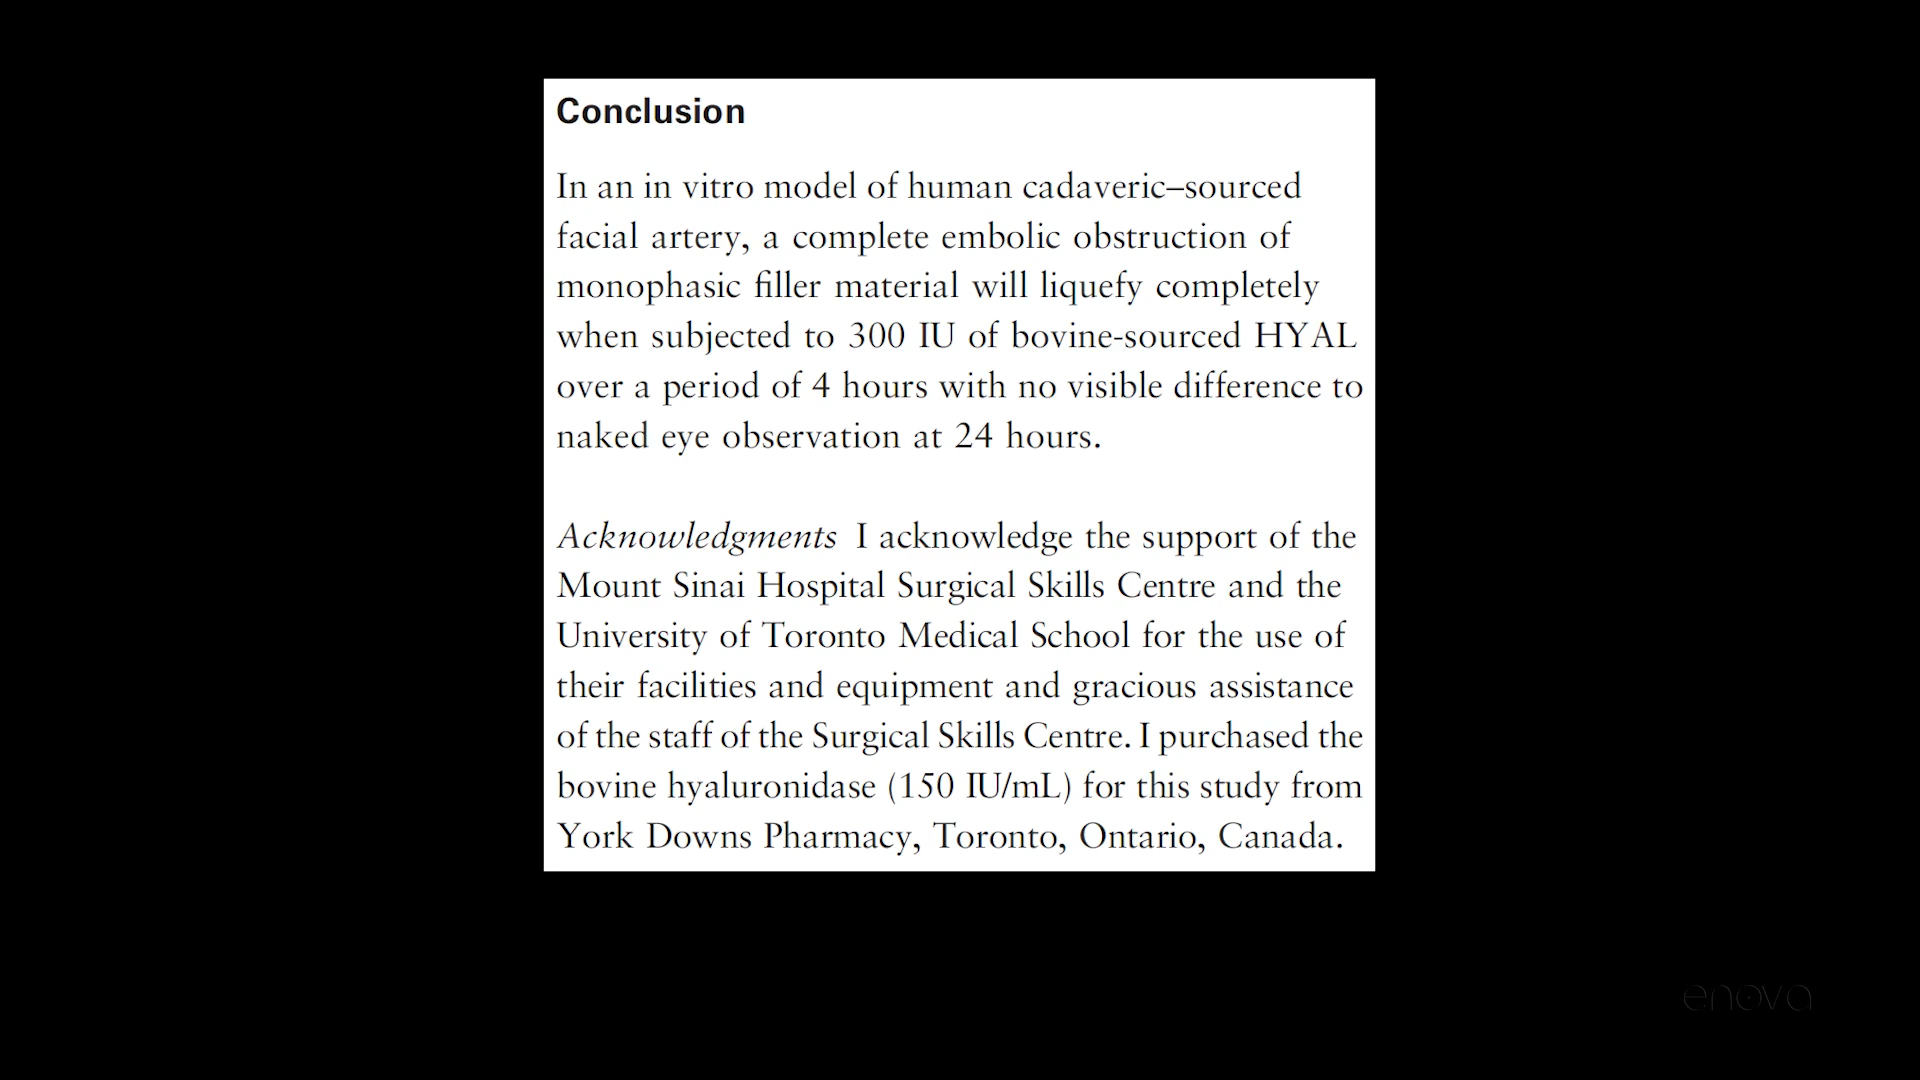 Conclusion
In an in vitro model of human cadaveric–sourced
facial artery, a complete embolic obstruction of
monophasic filler material will liquefy completely
when subjected to 300 IU of bovine-sourced HYAL
over a period of 4 hours with no visible difference to
naked eye observation at 24 hours.
Acknowledgments I acknowledge the support of the
Mount Sinai Hospital Surgical Skills Centre and the
University of Toronto Medical School for the use of
their facilities and equipment and gracious assistance
of the staff of the Surgical Skills Centre. I purchased the
bovine hyaluronidase (150 IU/mL) for this study from
York Downs Pharmacy, Toronto, Ontario, Canada.
enova